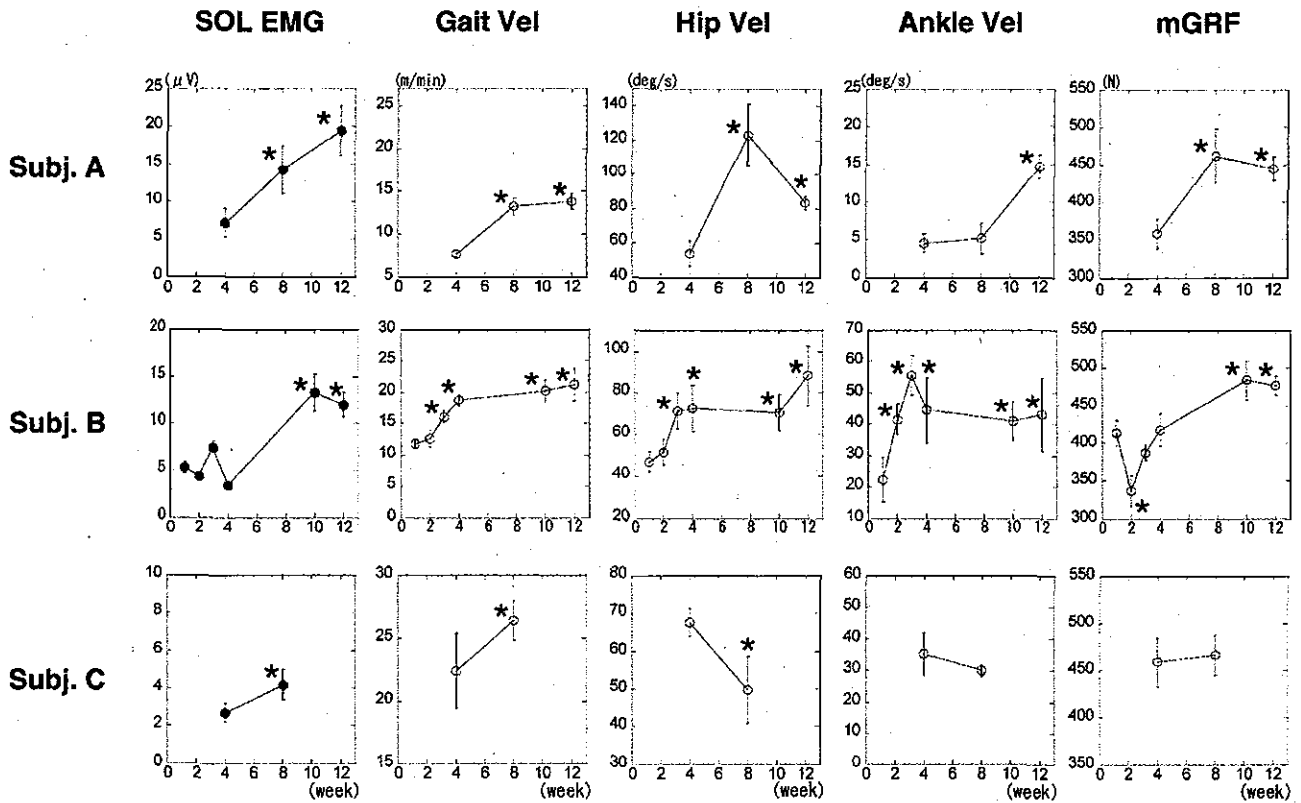 SOL EMG Gait Vel Hip Vel Ankle Vel mGRF
(μV) (m/min) (deg/s) (deg/s) (N)
Subj. A
25 20 15 10 5 0
0 2 4 6 8 10 12
* *
25 20 15 10 5
0 2 4 6 8 10 12
* *
140 120 100 80 60 40
0 2 4 6 8 10 12
* *
25 20 15 10 5 0
0 2 4 6 8 10 12
*
550 500 450 400 350 300
0 2 4 6 8 10 12
* *
Subj. B
20 15 10 5 0
0 2 4 6 8 10 12
* *
30 25 20 15 10 5 0
0 2 4 6 8 10 12
* * * *
100 80 60 40 20
0 2 4 6 8 10 12
* * * *
70 60 50 40 30 20 10
0 2 4 6 8 10 12
* * * * *
550 500 450 400 350 300
0 2 4 6 8 10 12
* * *
Subj. C
10 8 6 4 2 0
0 2 4 6 8 10 12
(week)
*
30 25 20 15
0 2 4 6 8 10 12
(week)
*
80 70 60 50 40 30
0 2 4 6 8 10 12
(week)
*
60 50 40 30 20 10 0
0 2 4 6 8 10 12
(week)
550 500 450 400 350
0 2 4 6 8 10 12
(week)